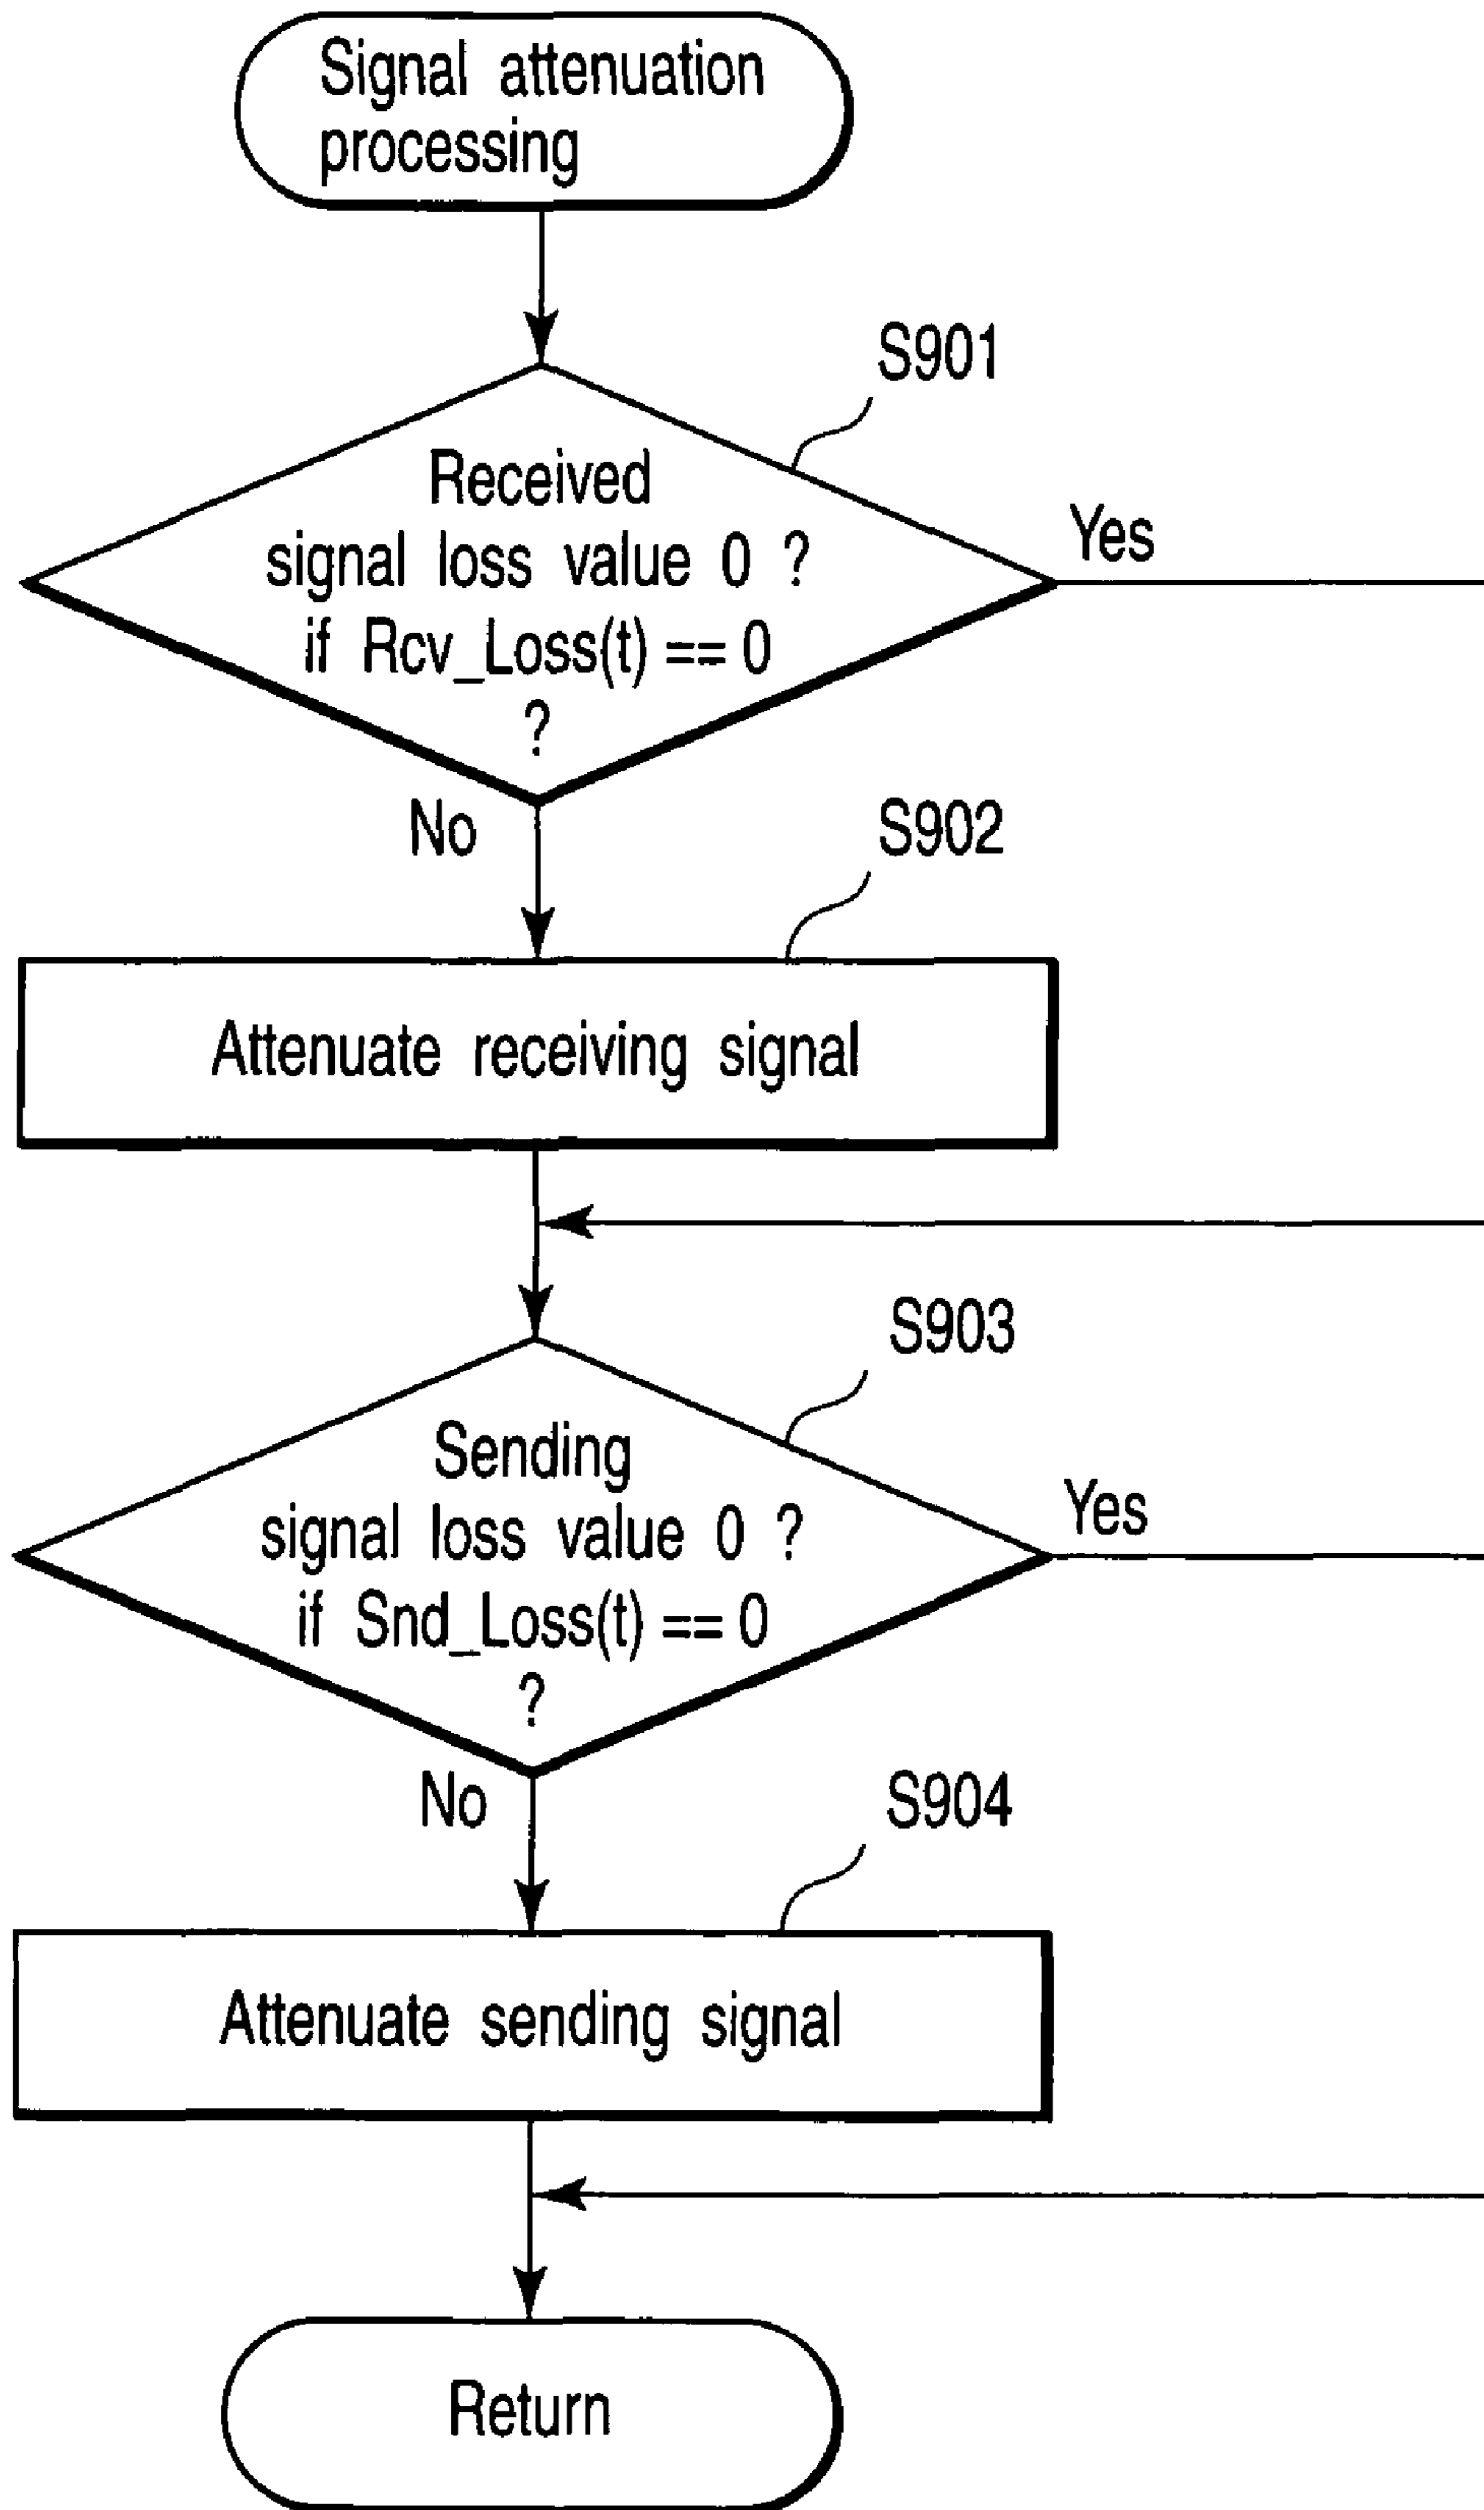 Signal attenuation
processing
S901
Received
signal loss value 0 ?
if Rcv_Loss(t) == 0
?
Yes
No
S902
Attenuate receiving signal
S903
Sending
signal loss value 0 ?
if Snd_Loss(t) == 0
?
Yes
No
S904
Attenuate sending signal
Return